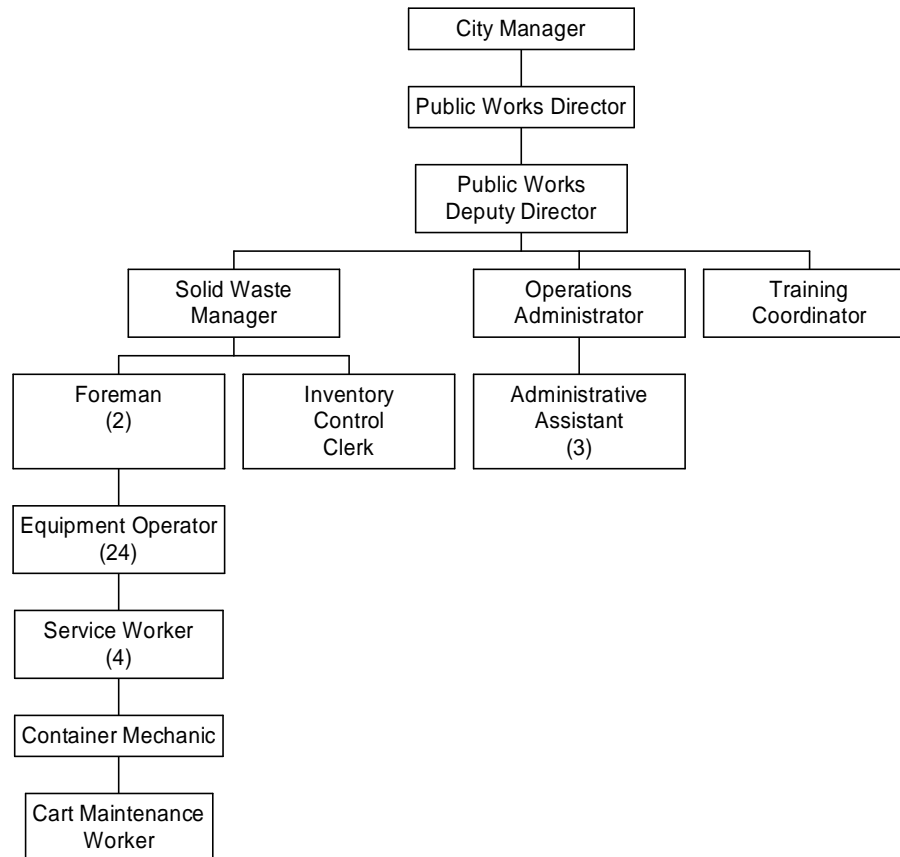 City Manager
Public Works Director
Public Works
Deputy Director
Solid Waste
Manager
Operations
Administrator
Training
Coordinator
Foreman
(2)
Inventory
Control
Clerk
Administrative
Assistant
(3)
Equipment Operator
(24)
Service Worker
(4)
Container Mechanic
Cart Maintenance
Worker